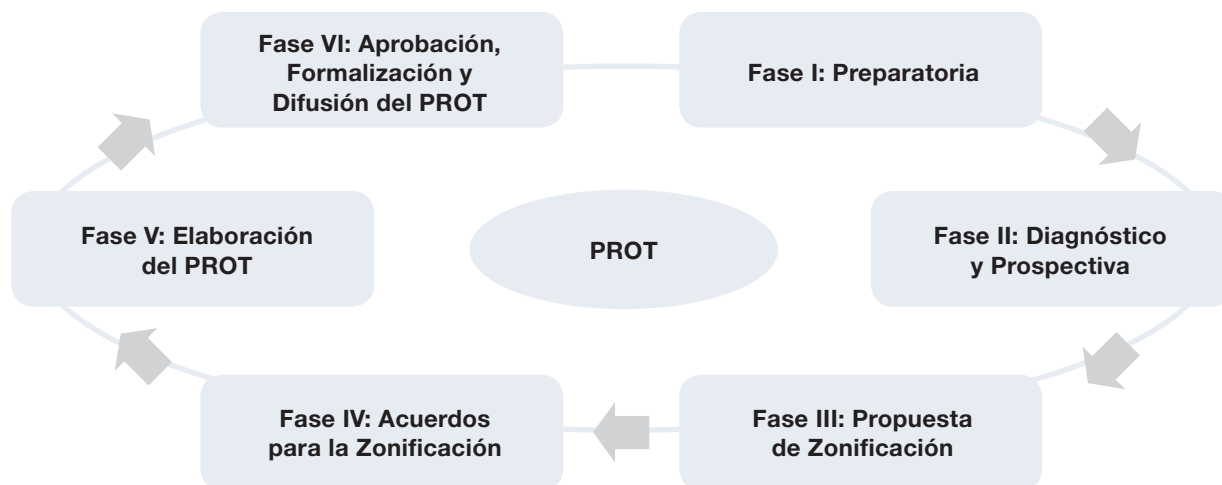 Fase VI: Aprobación,
Formalización y
Difusión del PROT
Fase I: Preparatoria
Fase V: Elaboración
del PROT
PROT
Fase II: Diagnóstico
y Prospectiva
Fase IV: Acuerdos
para la Zonificación
Fase III: Propuesta
de Zonificación